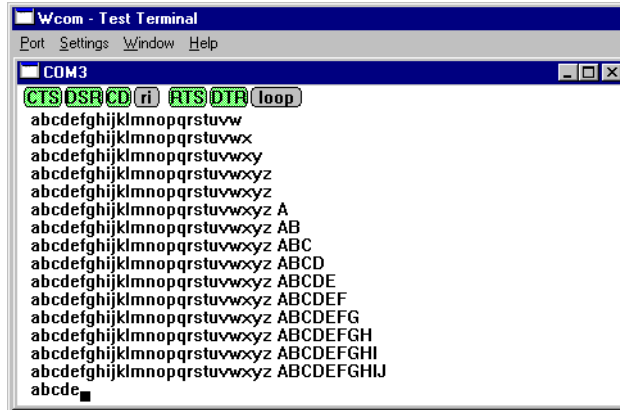 Wcom - Test Terminal
Port Settings Window Help
COM3
CTS DSR CD ri RTS DTR loop
abcdefghijklmnopqrstuvw
abcdefghijklmnopqrstuvwx
abcdefghijklmnopqrstuvwxy
abcdefghijklmnopqrstuvwxyz
abcdefghijklmnopqrstuvwxyz
abcdefghijklmnopqrstuvwxyz A
abcdefghijklmnopqrstuvwxyz AB
abcdefghijklmnopqrstuvwxyz ABC
abcdefghijklmnopqrstuvwxyz ABCD
abcdefghijklmnopqrstuvwxyz ABCDE
abcdefghijklmnopqrstuvwxyz ABCDEF
abcdefghijklmnopqrstuvwxyz ABCDEFG
abcdefghijklmnopqrstuvwxyz ABCDEFGH
abcdefghijklmnopqrstuvwxyz ABCDEFGHI
abcdefghijklmnopqrstuvwxyz ABCDEFGHIJ
abcde